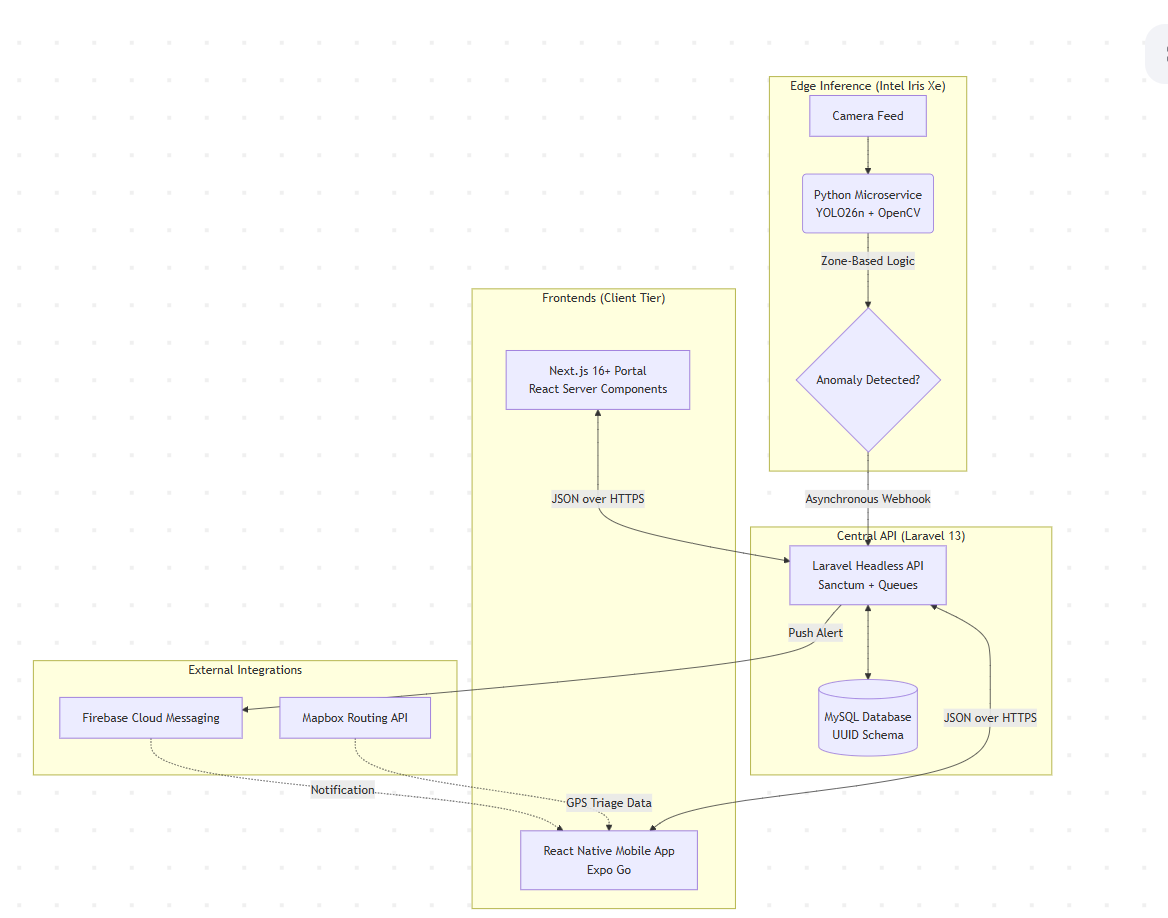 Edge Inference (Intel Iris Xe)
Camera Feed
Python Microservice
YOLO26n + OpenCV
Zone-Based Logic
Anomaly Detected?
Asynchronous Webhook
Frontends (Client Tier)
Next.js 16+ Portal
React Server Components
JSON over HTTPS
Central API (Laravel 13)
Laravel Headless API
Sanctum + Queues
Push Alert
MySQL Database
UUID Schema
JSON over HTTPS
External Integrations
Firebase Cloud Messaging
Mapbox Routing API
Notification
GPS Triage Data
React Native Mobile App
Expo Go